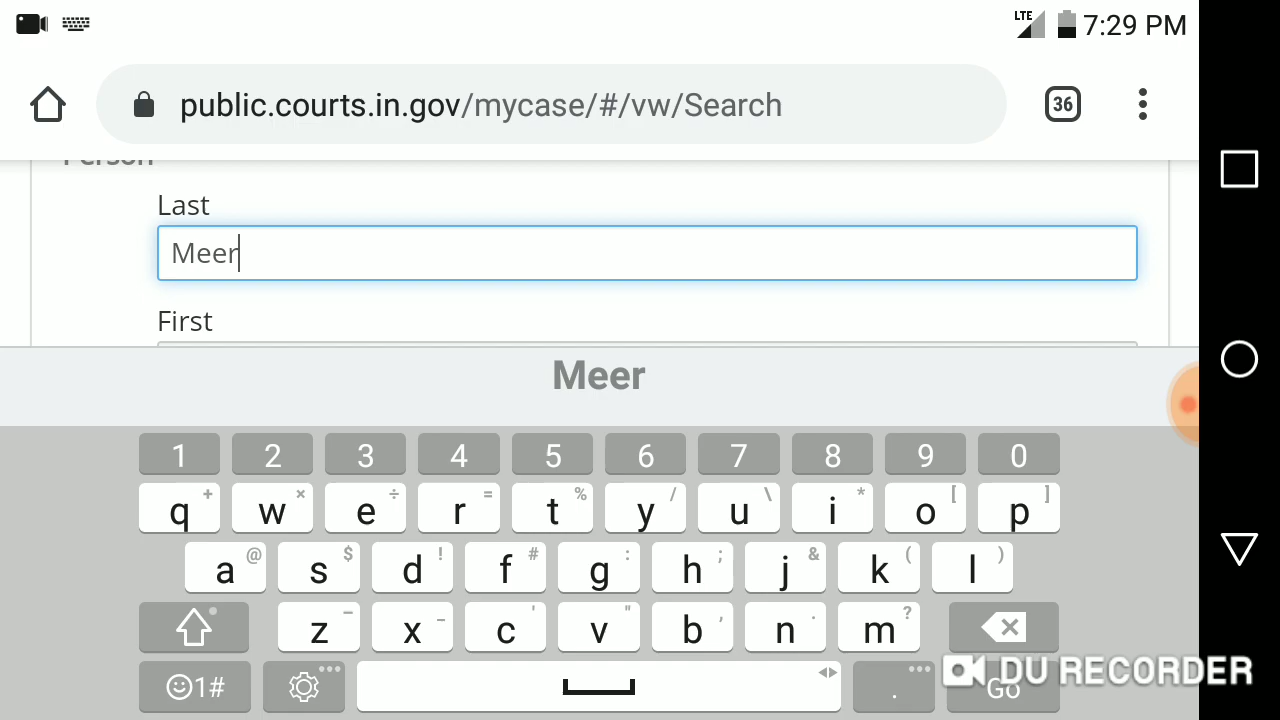 LTE 7:29 PM
public.courts.in.gov/mycase/#/vw/Search 36
Person
Last
Meer
First
Meer
1 2 3 4 5 6 7 8 9 0
q + w × e ÷ r = t % y / u \ i * o [ p ]
a @ s $ d ! f # g : h ; j & k ( l )
z – x _ c ' v " b , n . m ?
1# . Go
DU RECORDER